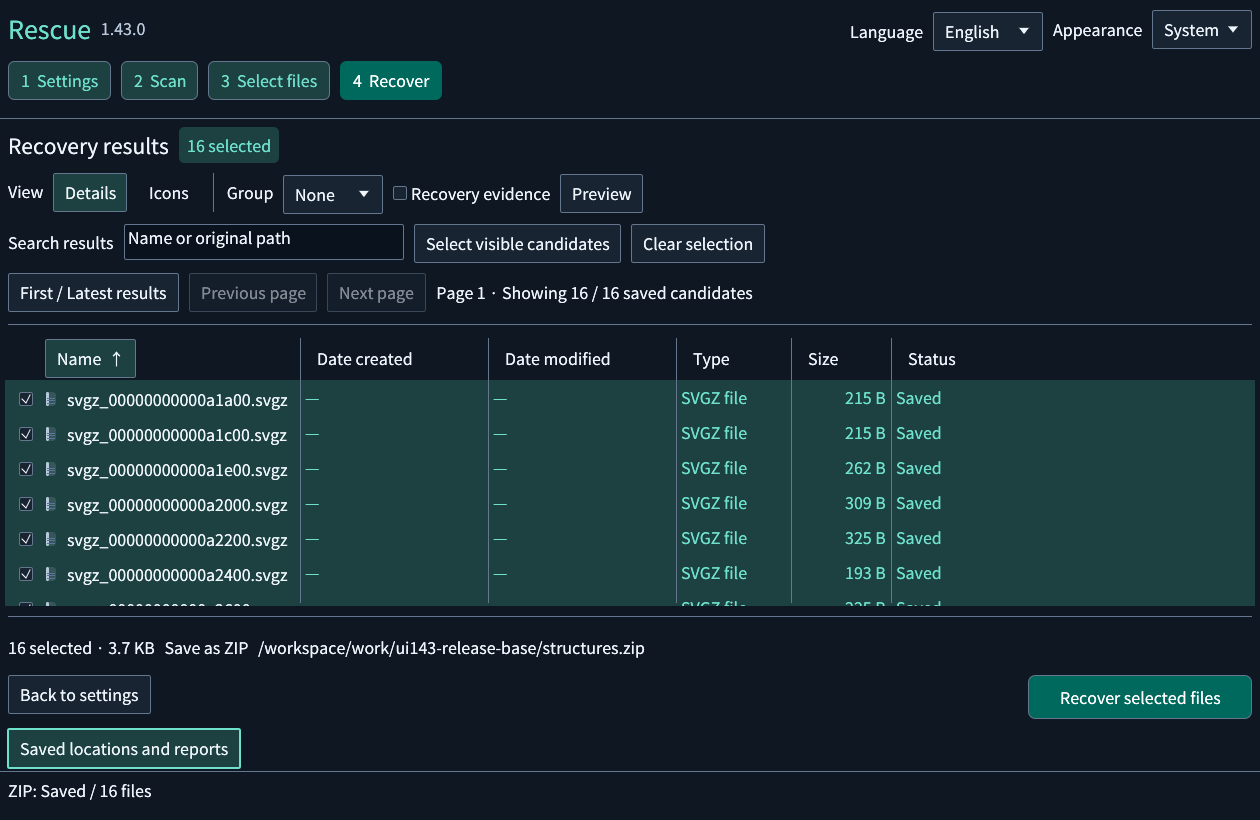 Rescue 1.43.0
Language English Appearance System
1 Settings 2 Scan 3 Select files 4 Recover
Recovery results 16 selected
View Details Icons Group None Recovery evidence Preview
Search results Name or original path Select visible candidates Clear selection
First / Latest results Previous page Next page Page 1 · Showing 16 / 16 saved candidates
Name ↑ Date created Date modified Type Size Status
svgz_00000000000a1a00.svgz — — SVGZ file 215 B Saved
svgz_00000000000a1c00.svgz — — SVGZ file 215 B Saved
svgz_00000000000a1e00.svgz — — SVGZ file 262 B Saved
svgz_00000000000a2000.svgz — — SVGZ file 309 B Saved
svgz_00000000000a2200.svgz — — SVGZ file 325 B Saved
svgz_00000000000a2400.svgz — — SVGZ file 193 B Saved
SVGZ file Saved
16 selected · 3.7 KB Save as ZIP /workspace/work/ui143-release-base/structures.zip
Back to settings Recover selected files
Saved locations and reports
ZIP: Saved / 16 files